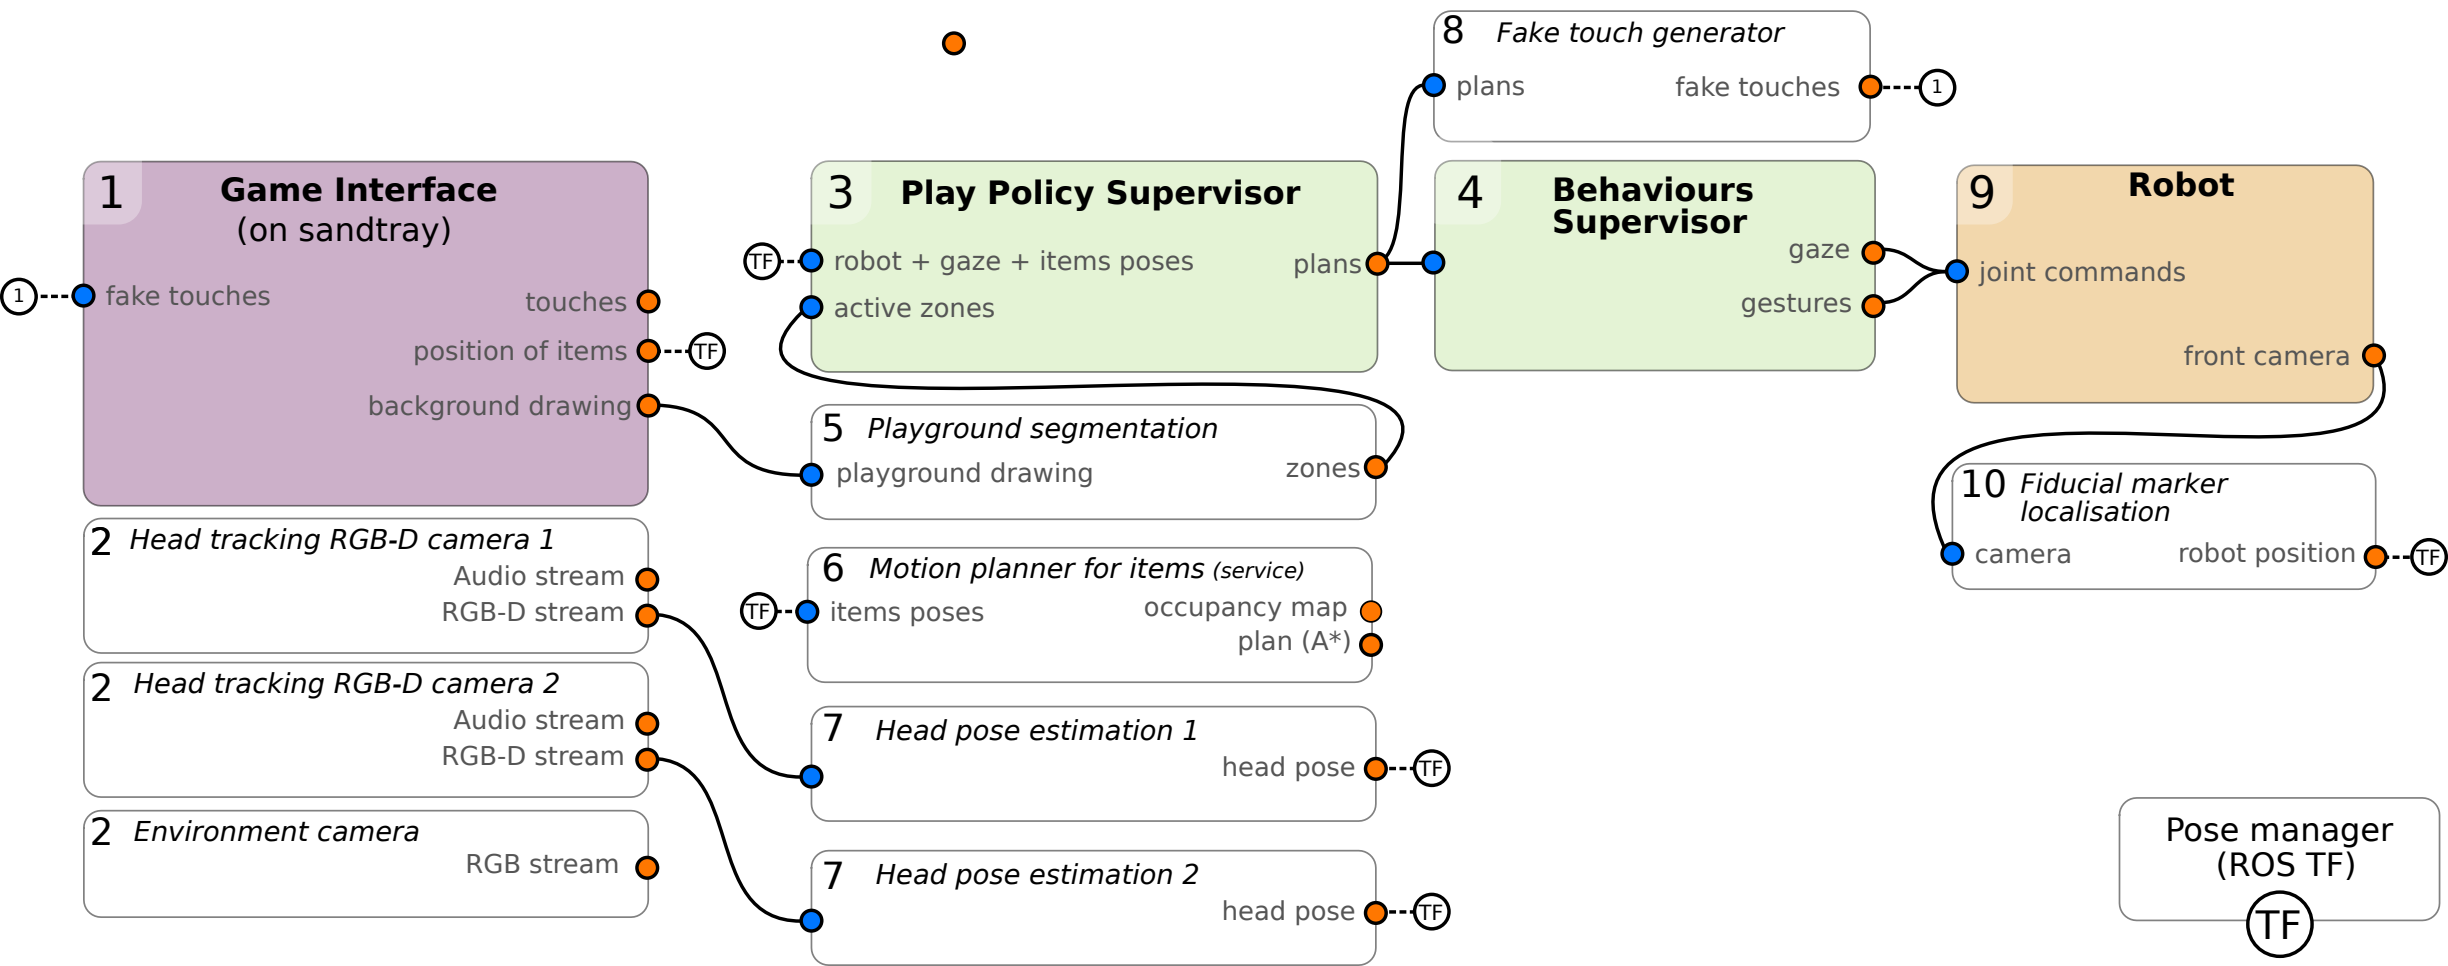 8 Fake touch generator
plans fake touches 1
1 Game Interface
(on sandtray)
1 fake touches
touches
position of items TF
background drawing
3 Play Policy Supervisor
TF robot + gaze + items poses plans
active zones
4 Behaviours
Supervisor
gaze
gestures
9 Robot
joint commands
front camera
5 Playground segmentation
playground drawing zones
10 Fiducial marker
localisation
camera robot position TF
2 Head tracking RGB-D camera 1
Audio stream
RGB-D stream
6 Motion planner for items (service)
TF items poses occupancy map
plan (A*)
2 Head tracking RGB-D camera 2
Audio stream
RGB-D stream
7 Head pose estimation 1
head pose TF
2 Environment camera
RGB stream
7 Head pose estimation 2
head pose TF
Pose manager
(ROS TF)
TF